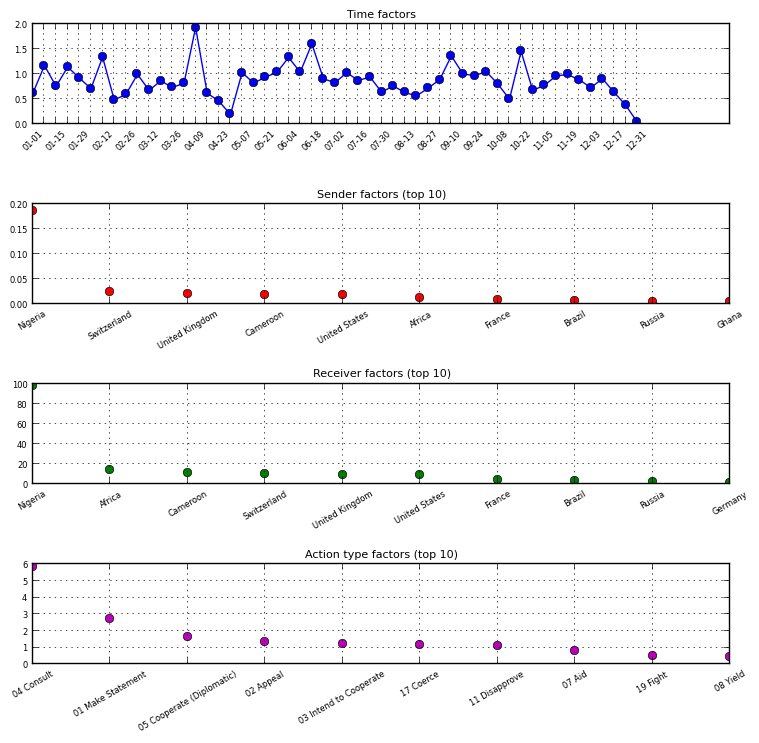 Time factors
2.0
1.5
1.0
0.5
0.0
01-01 01-15 01-29 02-12 02-26 03-12 03-26 04-09 04-23 05-07 05-21 06-04 06-18 07-02 07-16 07-30 08-13 08-27 09-10 09-24 10-08 10-22 11-05 11-19 12-03 12-17 12-31
Sender factors (top 10)
0.20
0.15
0.10
0.05
0.00
Nigeria Switzerland United Kingdom Cameroon United States Africa France Brazil Russia Ghana
Receiver factors (top 10)
100
80
60
40
20
0
Nigeria Africa Cameroon Switzerland United Kingdom United States France Brazil Russia Germany
Action type factors (top 10)
6
5
4
3
2
1
0
04 Consult 01 Make Statement 05 Cooperate (Diplomatic) 02 Appeal 03 Intend to Cooperate 17 Coerce 11 Disapprove 07 Aid 19 Fight 08 Yield